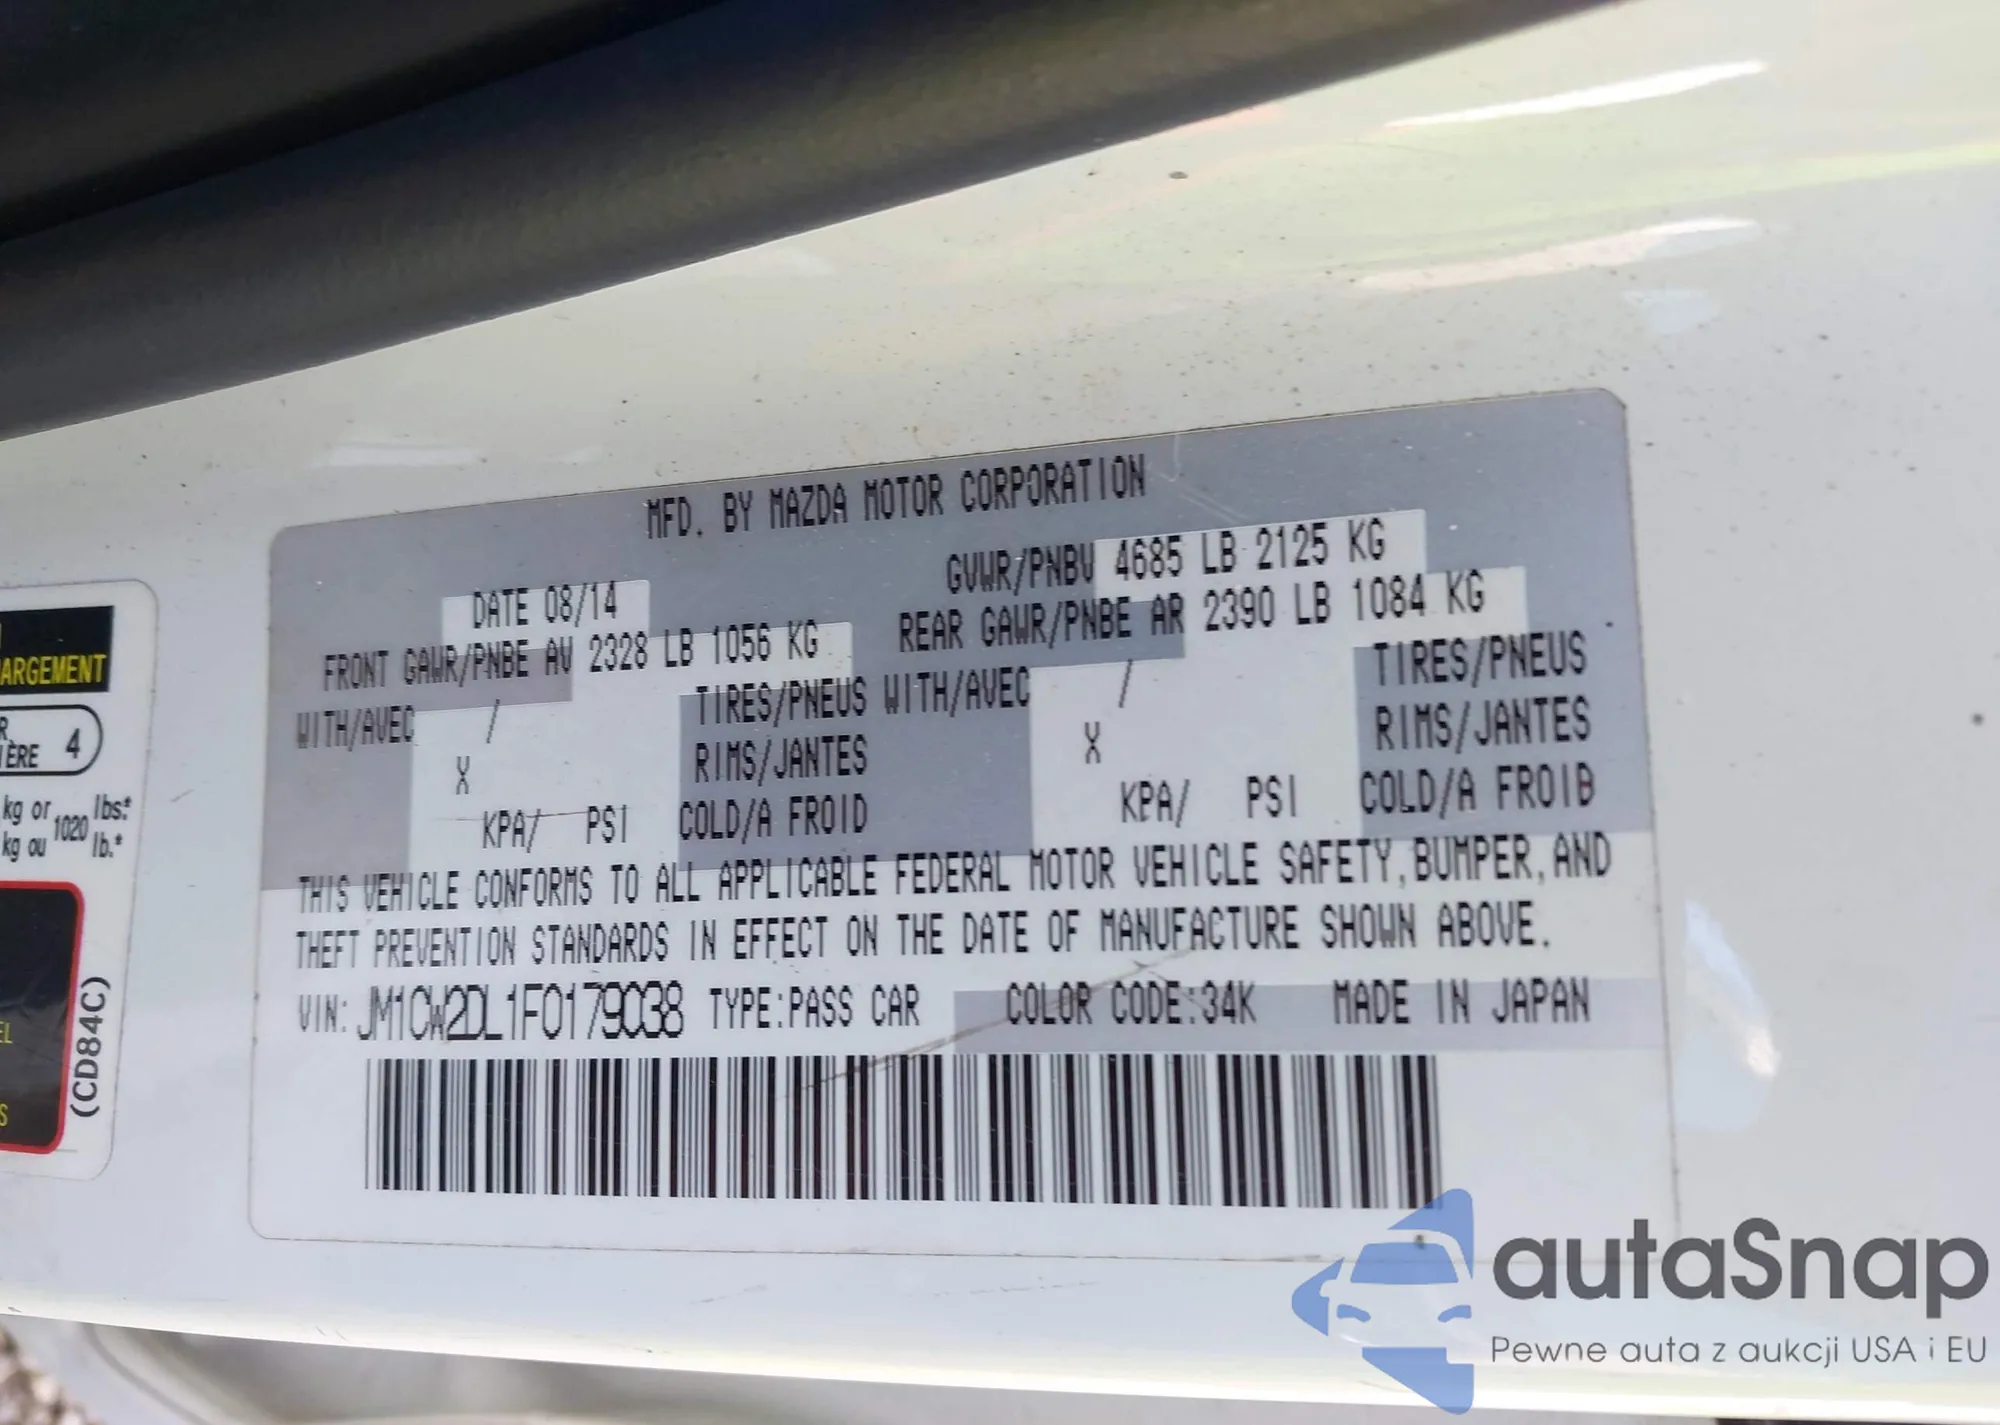 MFD. BY MAZDA MOTOR CORPORATION
DATE 08/14
GVWR/PNBV 4685 LB 2125 KG
FRONT GAWR/PNBE AV 2328 LB 1056 KG
REAR GAWR/PNBE AR 2390 LB 1084 KG
WITH/AVEC / TIRES/PNEUS WITH/AVEC / TIRES/PNEUS
X RIMS/JANTES X RIMS/JANTES
KPA/ PSI COLD/A FROID KPA/ PSI COLD/A FROID
THIS VEHICLE CONFORMS TO ALL APPLICABLE FEDERAL MOTOR VEHICLE SAFETY, BUMPER, AND
THEFT PREVENTION STANDARDS IN EFFECT ON THE DATE OF MANUFACTURE SHOWN ABOVE.
VIN: JM1CW2DL1F0179038 TYPE:PASS CAR COLOR CODE:34K MADE IN JAPAN
ARGEMENT
4
kg or 1020 lbs*
kg ou lb.*
(CD84C)
autaSnap
Pewne auta z aukcji USA i EU